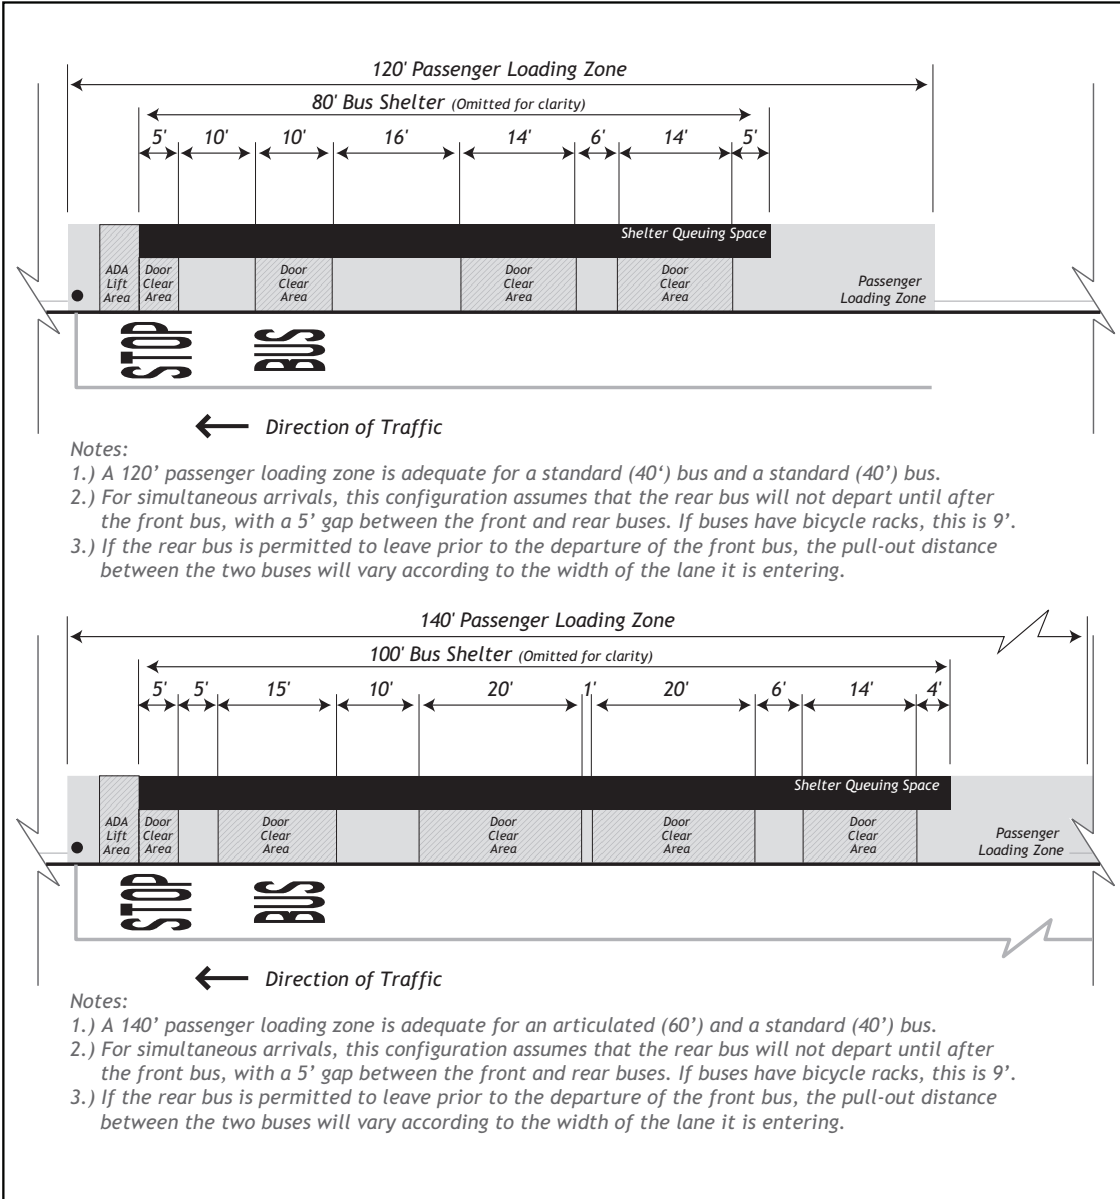 120' Passenger Loading Zone
80' Bus Shelter (Omitted for clarity)
5' 10' 10' 16' 14' 6' 14' 5'
Shelter Queuing Space
ADA Lift Area
Door Clear Area
Door Clear Area
Door Clear Area
Door Clear Area
Passenger Loading Zone
STOP
BUS
Direction of Traffic
Notes:
1.) A 120’ passenger loading zone is adequate for a standard (40‘) bus and a standard (40’) bus.
2.) For simultaneous arrivals, this configuration assumes that the rear bus will not depart until after
the front bus, with a 5’ gap between the front and rear buses. If buses have bicycle racks, this is 9’.
3.) If the rear bus is permitted to leave prior to the departure of the front bus, the pull-out distance
between the two buses will vary according to the width of the lane it is entering.
140' Passenger Loading Zone
100' Bus Shelter (Omitted for clarity)
5' 5' 15' 10' 20' 1' 20' 6' 14' 4'
Shelter Queuing Space
ADA Lift Area
Door Clear Area
Door Clear Area
Door Clear Area
Door Clear Area
Door Clear Area
Passenger Loading Zone
STOP
BUS
Direction of Traffic
Notes:
1.) A 140’ passenger loading zone is adequate for an articulated (60’) and a standard (40’) bus.
2.) For simultaneous arrivals, this configuration assumes that the rear bus will not depart until after
the front bus, with a 5’ gap between the front and rear buses. If buses have bicycle racks, this is 9’.
3.) If the rear bus is permitted to leave prior to the departure of the front bus, the pull-out distance
between the two buses will vary according to the width of the lane it is entering.